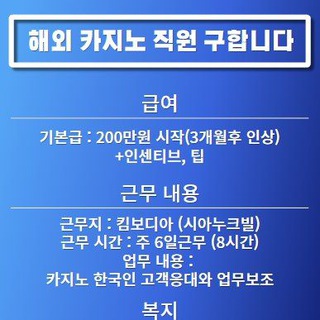 해외 카지노 직원 구합니다
급여
기본급 : 200만원 시작(3개월후 인상)
+인센티브, 팁
근무 내용
근무지 : 킴보디아 (시아누크빌)
근무 시간 : 주 6일근무 (8시간)
업무 내용 :
카지노 한국인 고객응대와 업무보조
복지